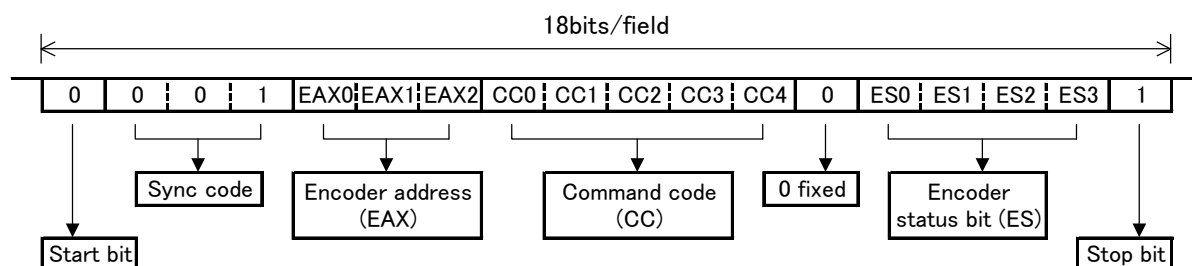 18bits/field
0 0 0 1 EAX0 EAX1 EAX2 CC0 CC1 CC2 CC3 CC4 0 ES0 ES1 ES2 ES3 1
Sync code
Encoder address
(EAX)
Command code
(CC)
0 fixed
Encoder
status bit (ES)
Start bit
Stop bit